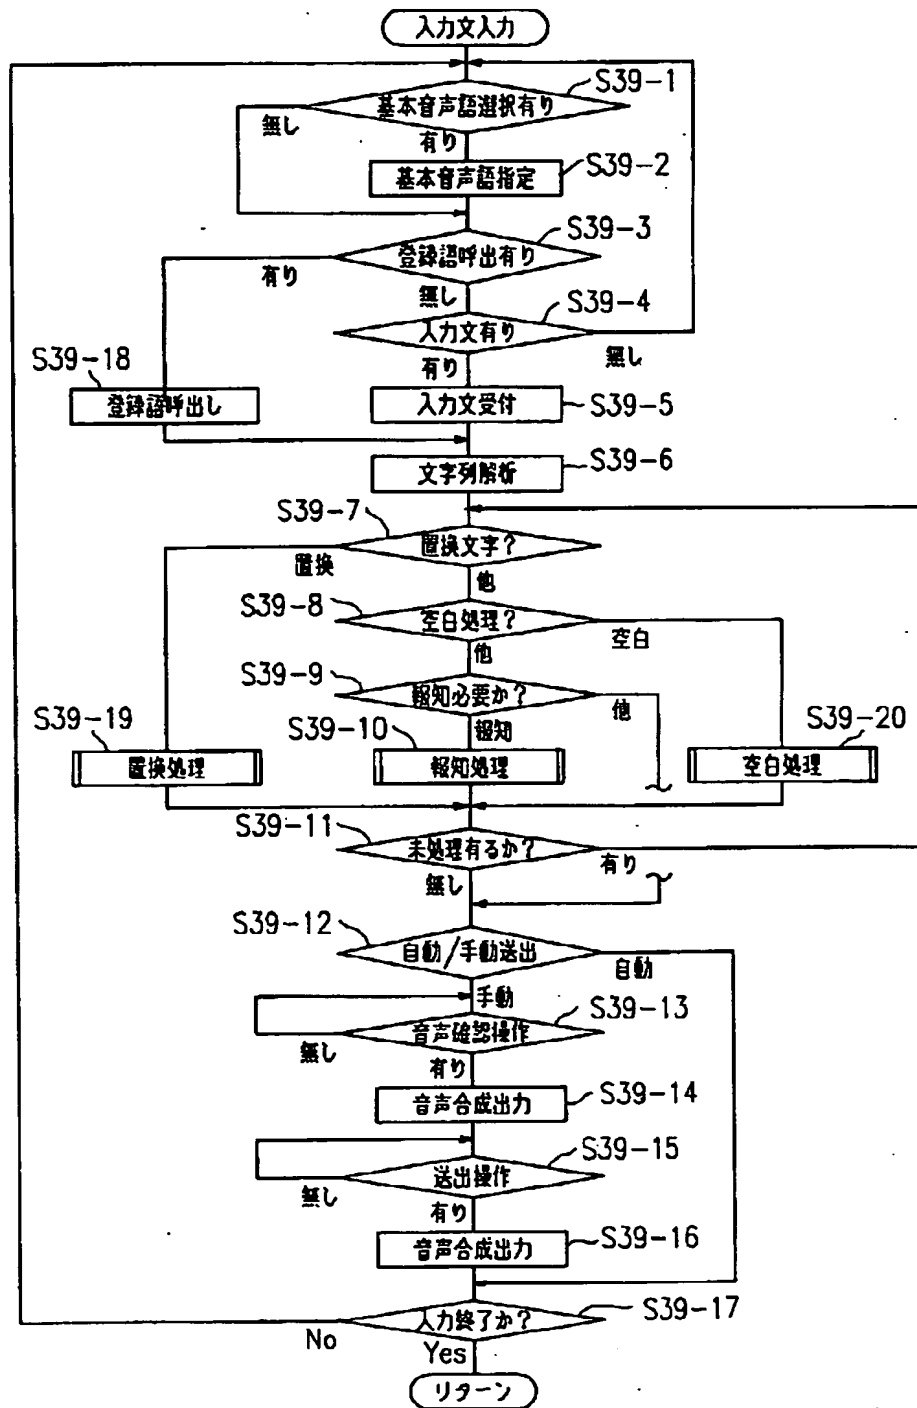 入力文入力
S39-1
基本音声語選択有り
無し
有り
S39-2
基本音声語指定
S39-3
登録語呼出有り
有り
無し
S39-4
入力文有り
無し
有り
S39-18
登録語呼出し
入力文受付
S39-5
文字列解析
S39-6
S39-7
置換文字?
置換
他
S39-8
空白処理?
空白
他
S39-9
報知必要か?
他
報知
S39-19
S39-10
S39-20
置換処理
報知処理
空白処理
S39-11
未処理有るか?
有り
無し
S39-12
自動/手動送出
自動
手動
S39-13
音声確認操作
無し
有り
音声合成出力
S39-14
S39-15
送出操作
無し
有り
音声合成出力
S39-16
S39-17
入力終了か?
No
Yes
リターン